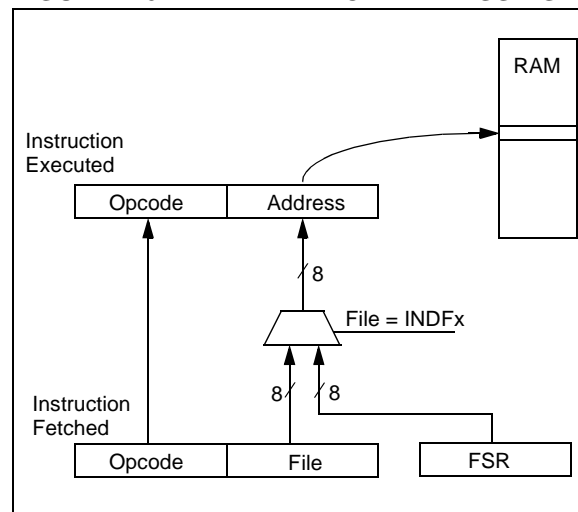 RAM
Instruction
Executed
Opcode Address
8
File = INDFx
8 8
Instruction
Fetched
Opcode File FSR